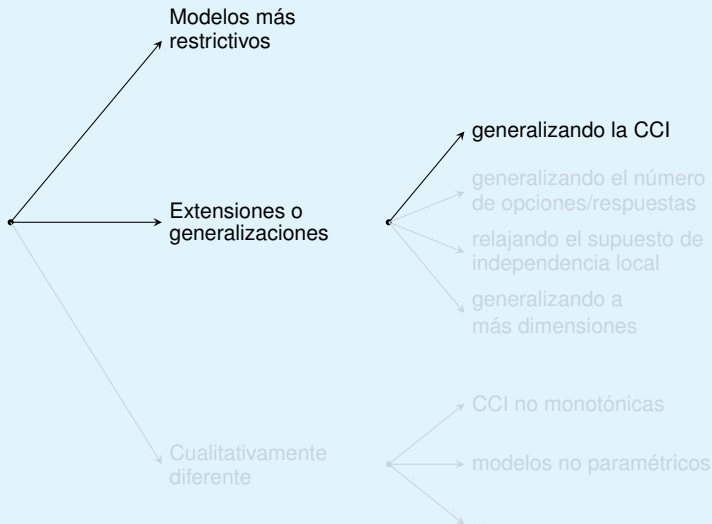 Modelos más
restrictivos
generalizando la CCI
generalizando el número
de opciones/respuestas
Extensiones o
generalizaciones
relajando el supuesto de
independencia local
generalizando a
más dimensiones
CCI no monotónicas
Cualitativamente
diferente
modelos no paramétricos